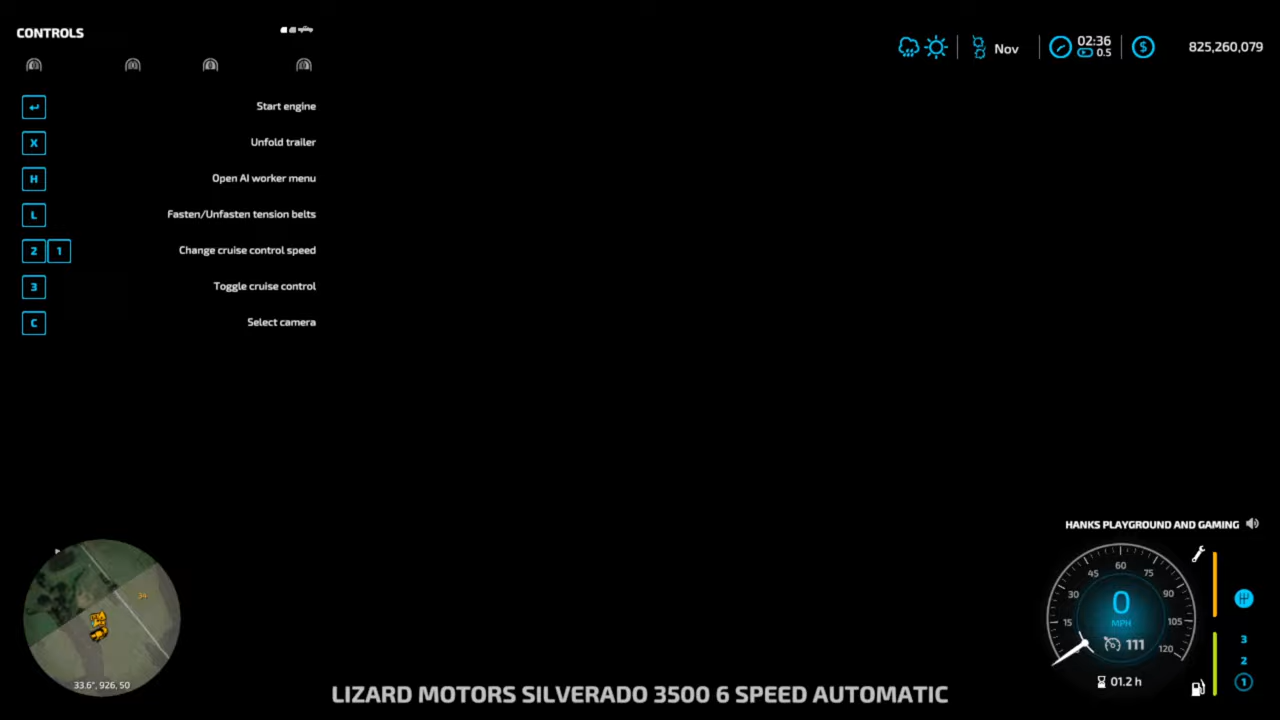 CONTROLS
Nov
02:36
0.5
$
825,260,079
Start engine
X
Unfold trailer
H
Open AI worker menu
L
Fasten/Unfasten tension belts
2 1
Change cruise control speed
3
Toggle cruise control
C
Select camera
34
33.6°, 926, 50
HANKS PLAYGROUND AND GAMING
15 30 45 60 75 90 105 120
0
MPH
111
01.2 h
3
2
1
LIZARD MOTORS SILVERADO 3500 6 SPEED AUTOMATIC